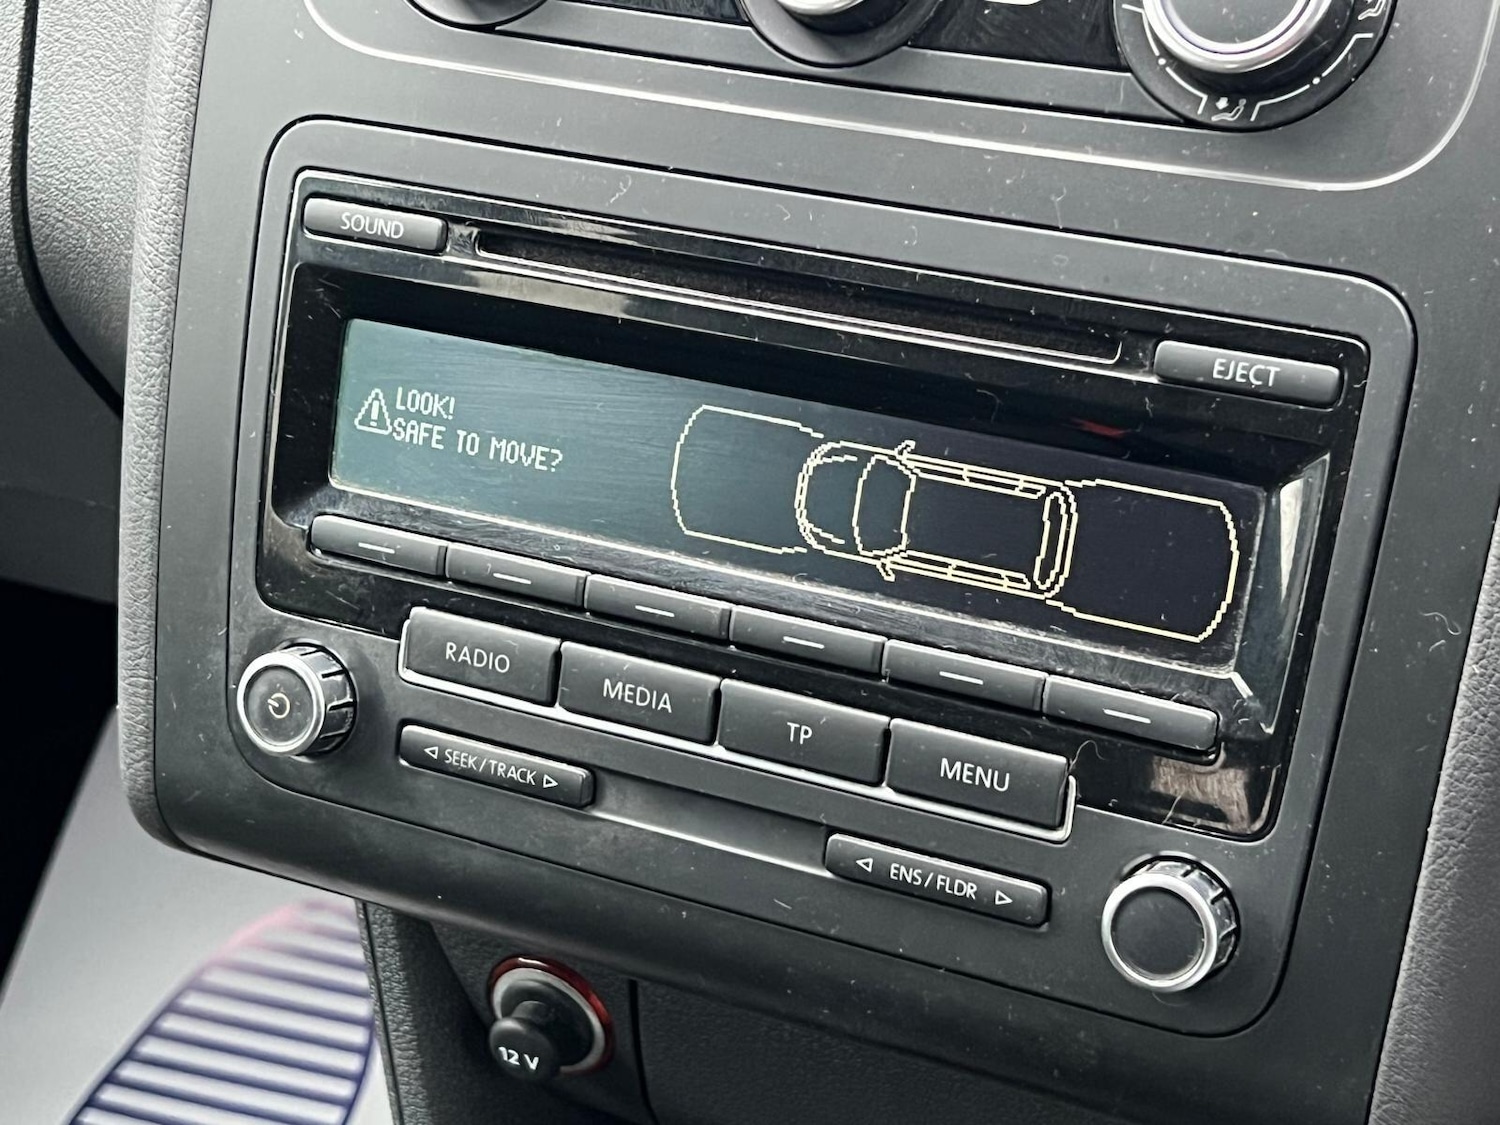 SOUND
EJECT
LOOK!
SAFE TO MOVE?
RADIO
MEDIA
TP
MENU
SEEK/TRACK
ENS/FLDR
12 V